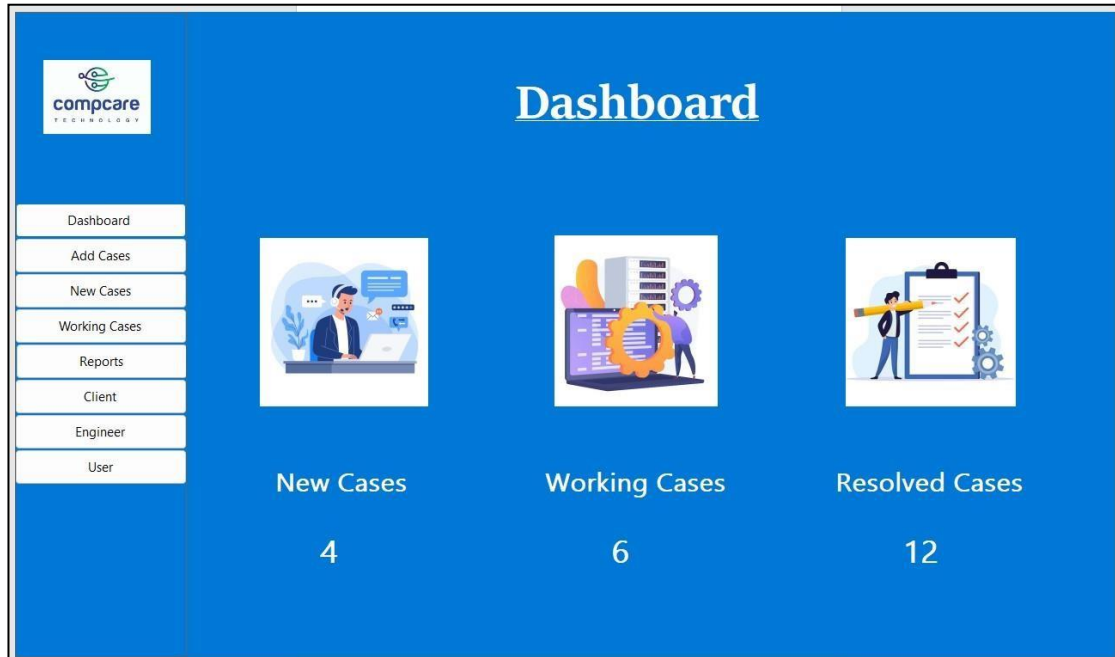 compcare
TECHNOLOGY
Dashboard
Dashboard
Add Cases
New Cases
Working Cases
Reports
Client
Engineer
User
New Cases
Working Cases
Resolved Cases
4
6
12